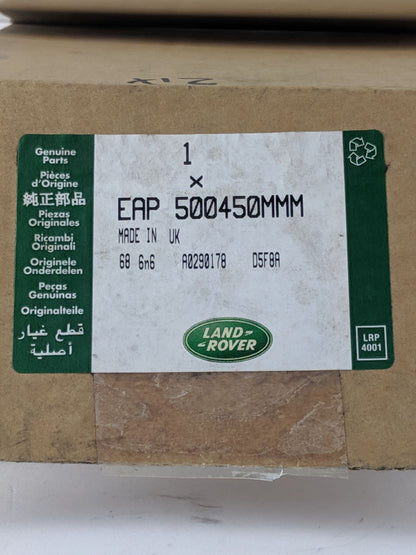 Genuine
Parts
Pièces
d'Origine
純正部品
Piezas
Originales
Ricambi
Originali
Originele
Onderdelen
Peças
Genuínas
Originalteile
قطع غيار
أصلية
1
x
EAP 500450MMM
MADE IN UK
68 6n6 A0290178 D5F8A
LAND-
-ROVER
LRP
4001